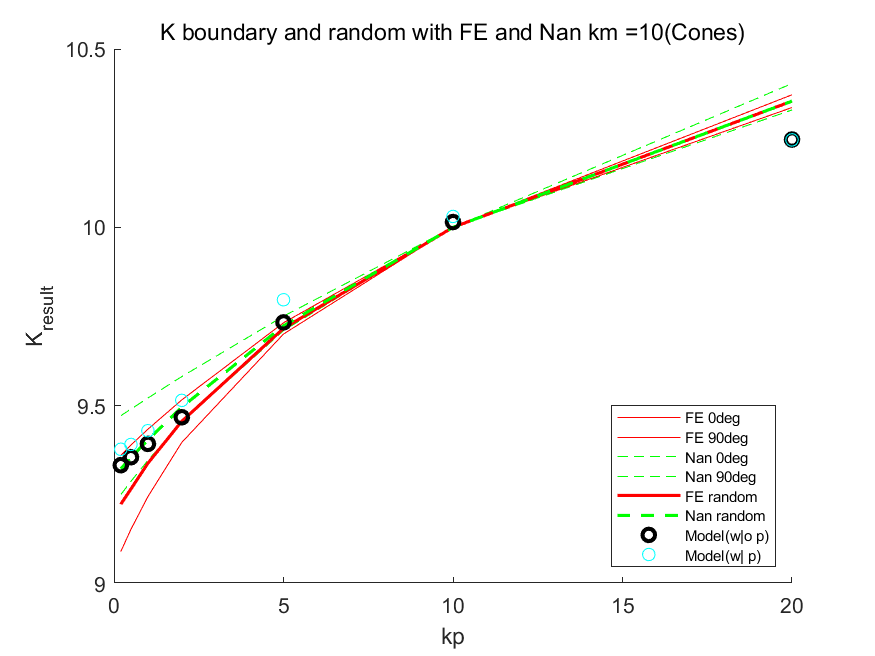 K boundary and random with FE and Nan km =10(Cones)
10.5
10
9.5
9
K_result
0
5
10
15
20
kp
FE 0deg
FE 90deg
Nan 0deg
Nan 90deg
FE random
Nan random
Model(w|o p)
Model(w| p)